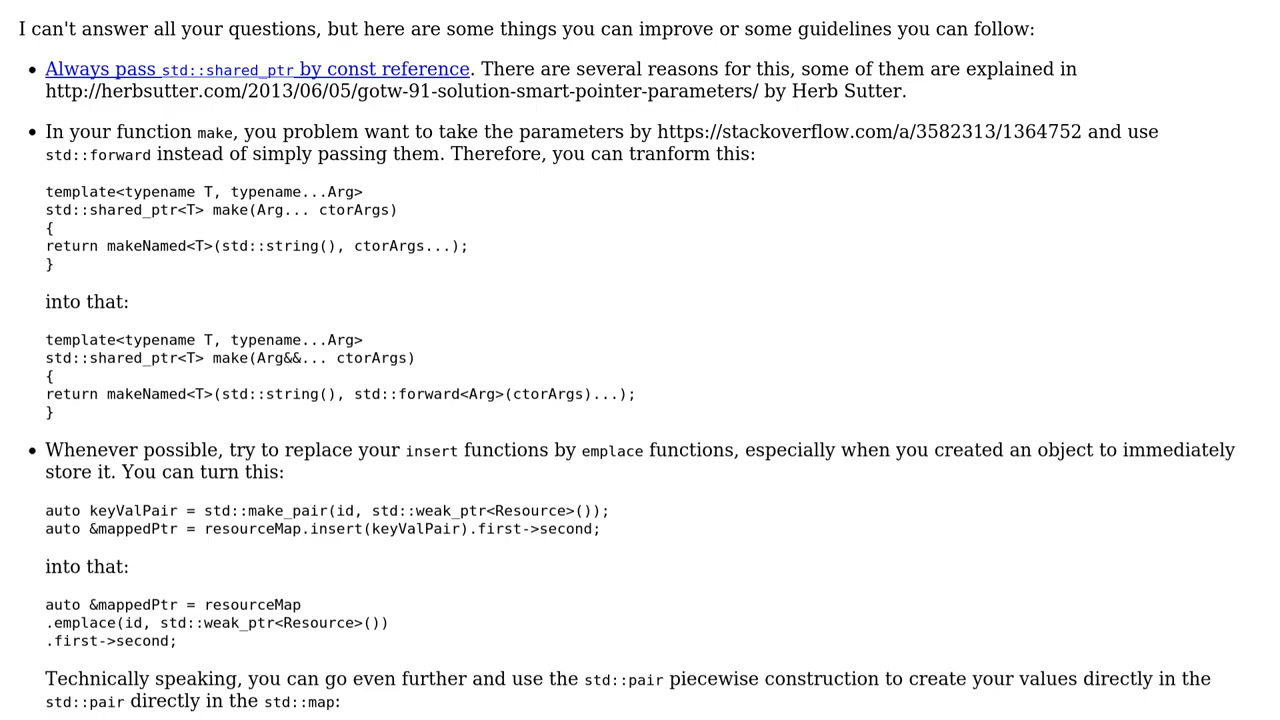 I can't answer all your questions, but here are some things you can improve or some guidelines you can follow:
• Always pass std::shared_ptr by const reference. There are several reasons for this, some of them are explained in
http://herbsutter.com/2013/06/05/gotw-91-solution-smart-pointer-parameters/ by Herb Sutter.
• In your function make, you problem want to take the parameters by https://stackoverflow.com/a/3582313/1364752 and use
std::forward instead of simply passing them. Therefore, you can tranform this:
template<typename T, typename...Arg>
std::shared_ptr<T> make(Arg... ctorArgs)
{
return makeNamed<T>(std::string(), ctorArgs...);
}
into that:
template<typename T, typename...Arg>
std::shared_ptr<T> make(Arg&&... ctorArgs)
{
return makeNamed<T>(std::string(), std::forward<Arg>(ctorArgs)...);
}
• Whenever possible, try to replace your insert functions by emplace functions, especially when you created an object to immediately
store it. You can turn this:
auto keyValPair = std::make_pair(id, std::weak_ptr<Resource>());
auto &mappedPtr = resourceMap.insert(keyValPair).first->second;
into that:
auto &mappedPtr = resourceMap
.emplace(id, std::weak_ptr<Resource>())
.first->second;
Technically speaking, you can go even further and use the std::pair piecewise construction to create your values directly in the
std::pair directly in the std::map: